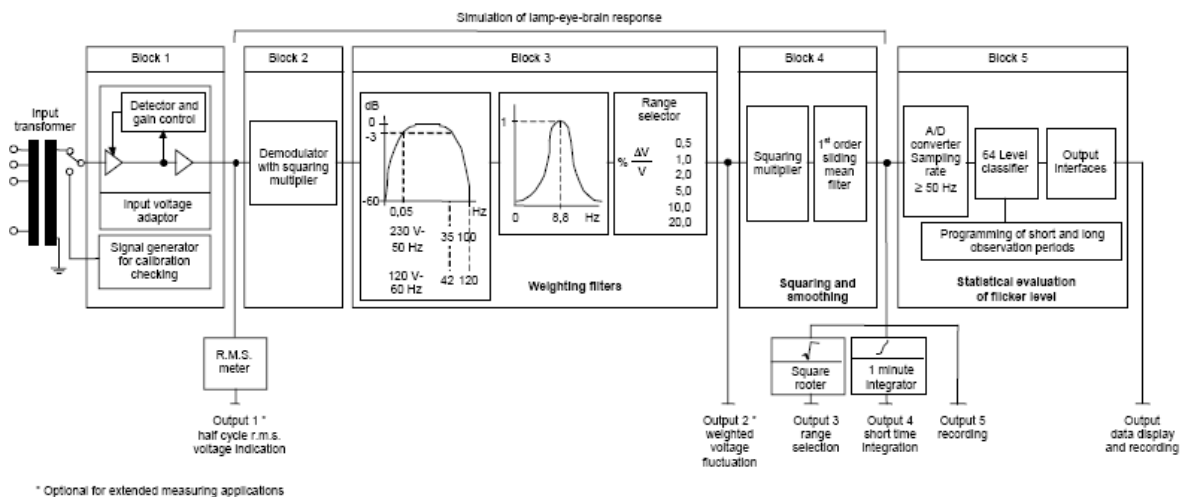 Simulation of lamp-eye-brain response
Block 1
Block 2
Block 3
Block 4
Block 5
Input
transformer
Detector and
gain control
Input voltage
adaptor
Signal generator
for calibration
checking
Demodulator
with squaring
multiplier
dB
0
-3
-60
0,05
Hz
230 V-
50 Hz
35 100
120 V-
60 Hz
42 120
1
0
8,8
Hz
Range
selector
% ΔV
V
0,5
1,0
2,0
5,0
10,0
20,0
Weighting filters
Squaring
multiplier
1st order
sliding
mean
filter
Squaring and
smoothing
A/D
converter
Sampling
rate
≥ 50 Hz
64 Level
classifier
Output
interfaces
Programming of short and long
observation periods
Statistical evaluation
of flicker level
R.M.S.
meter
Output 1 *
half cycle r.m.s.
voltage indication
Output 2 *
weighted
voltage
fluctuation
√
Square
rooter
Output 3
range
selection
1 minute
integrator
Output 4
short time
integration
Output 5
recording
Output
data display
and recording
* Optional for extended measuring applications